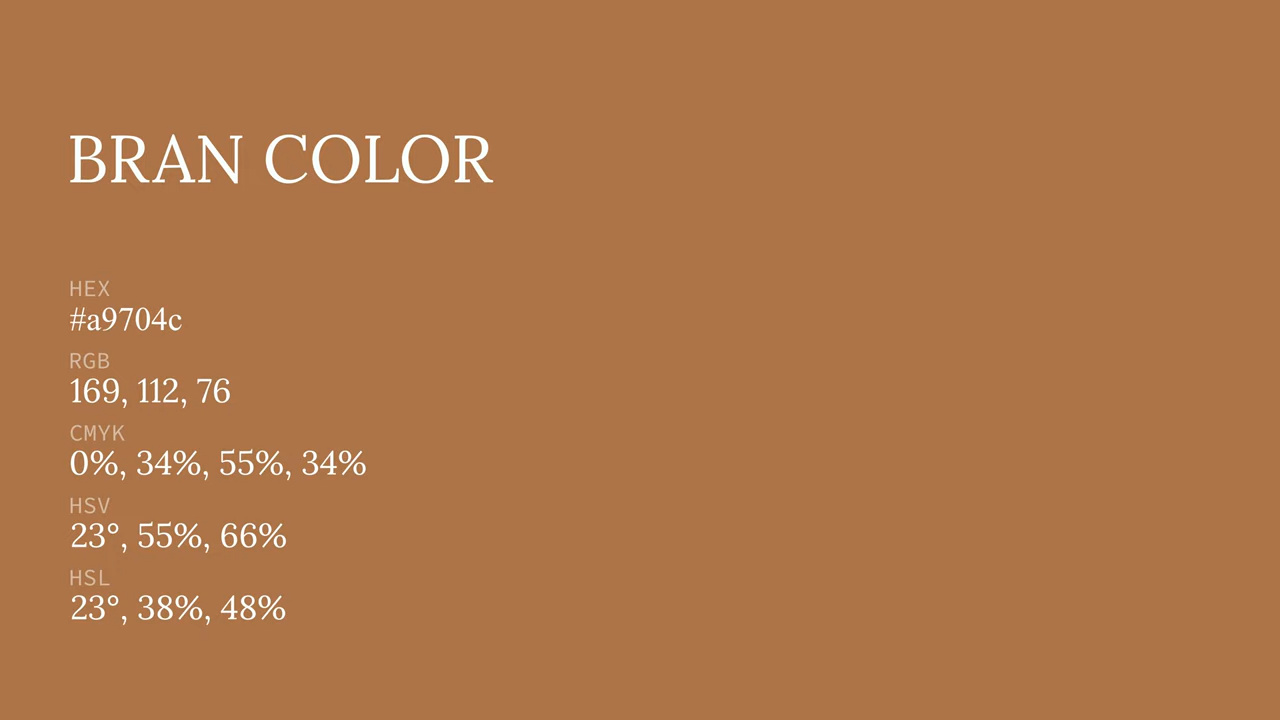 BRAN COLOR
HEX
#a9704c
RGB
169, 112, 76
CMYK
0%, 34%, 55%, 34%
HSV
23°, 55%, 66%
HSL
23°, 38%, 48%